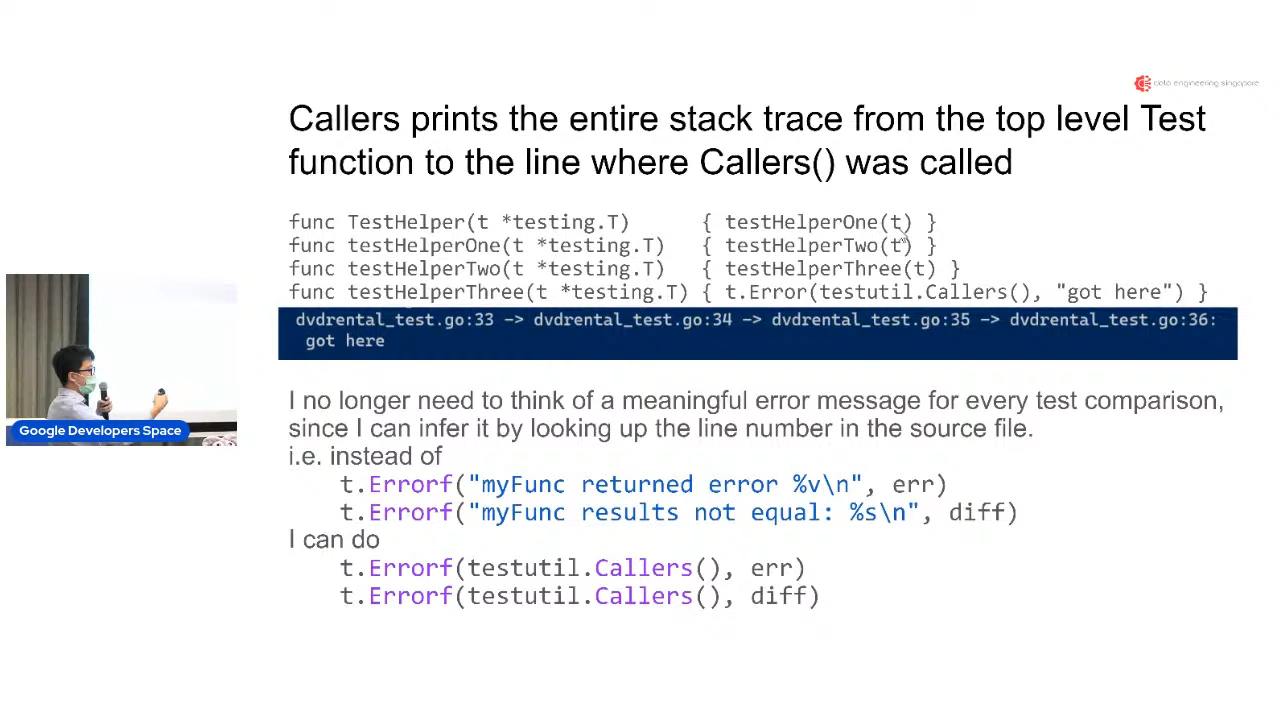 data engineering singapore
Callers prints the entire stack trace from the top level Test
function to the line where Callers() was called
func TestHelper(t *testing.T) { testHelperOne(t) }
func testHelperOne(t *testing.T) { testHelperTwo(t) }
func testHelperTwo(t *testing.T) { testHelperThree(t) }
func testHelperThree(t *testing.T) { t.Error(testutil.Callers(), "got here") }
dvdrental_test.go:33 -> dvdrental_test.go:34 -> dvdrental_test.go:35 -> dvdrental_test.go:36:
got here
I no longer need to think of a meaningful error message for every test comparison,
since I can infer it by looking up the line number in the source file.
i.e. instead of
t.Errorf("myFunc returned error %v\n", err)
t.Errorf("myFunc results not equal: %s\n", diff)
I can do
t.Errorf(testutil.Callers(), err)
t.Errorf(testutil.Callers(), diff)
Google Developers Space